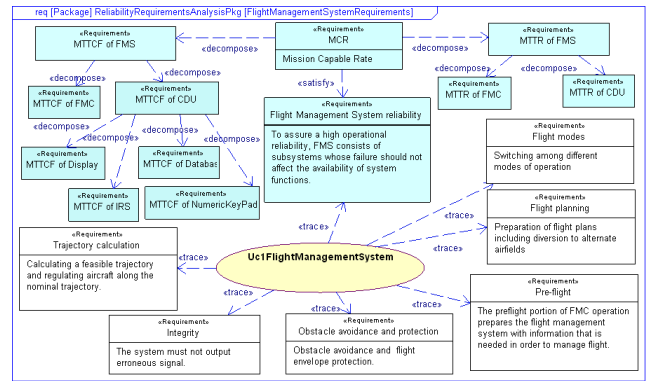 req [Package] ReliabilityRequirementsAnalysisPkg [FlightManagementSystemRequirements]
«Requirement»
MTTCF of FMS
«decompose»
«Requirement»
MCR
Mission Capable Rate
«decompose»
«Requirement»
MTTR of FMS
«decompose»
«decompose»
«satisfy»
«decompose»
«decompose»
«Requirement»
MTTCF of FMC
«Requirement»
MTTCF of CDU
«Requirement»
MTTR of FMC
«Requirement»
MTTR of CDU
«Requirement»
Flight Management System reliability
To assure a high operational
reliability, FMS consists of
subsystems whose failure should not
affect the availability of system
functions.
«decompose»
«decompose»
«decompose»
«decompose»
«Requirement»
MTTCF of Display
«Requirement»
MTTCF of Databas
«Requirement»
MTTCF of IRS
«Requirement»
MTTCF of NumericKeyPad
«Requirement»
Flight modes
Switching among different
modes of operation
«trace»
«Requirement»
Flight planning
Preparation of flight plans
including diversion to alternate
airfields
«trace»
«trace»
«Requirement»
Trajectory calculation
Calculating a feasible trajectory
and regulating aircraft along the
nominal trajectory.
«trace»
Uc1FlightManagementSystem
«trace»
«trace»
«trace»
«Requirement»
Pre-flight
The preflight portion of FMC operation
prepares the flight management
system with information that is
needed in order to manage flight.
«Requirement»
Integrity
The system must not output
erroneous signal.
«Requirement»
Obstacle avoidance and protection
Obstacle avoidance and flight
envelope protection.